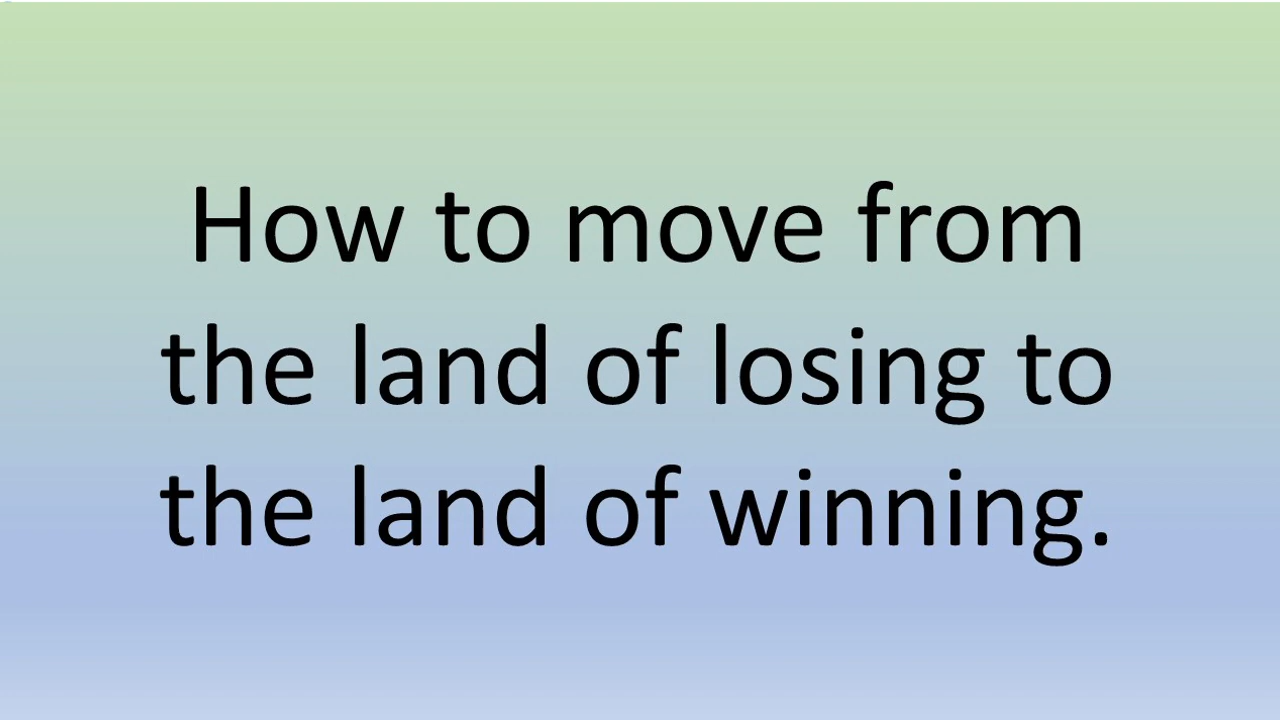 How to move from
the land of losing to
the land of winning.